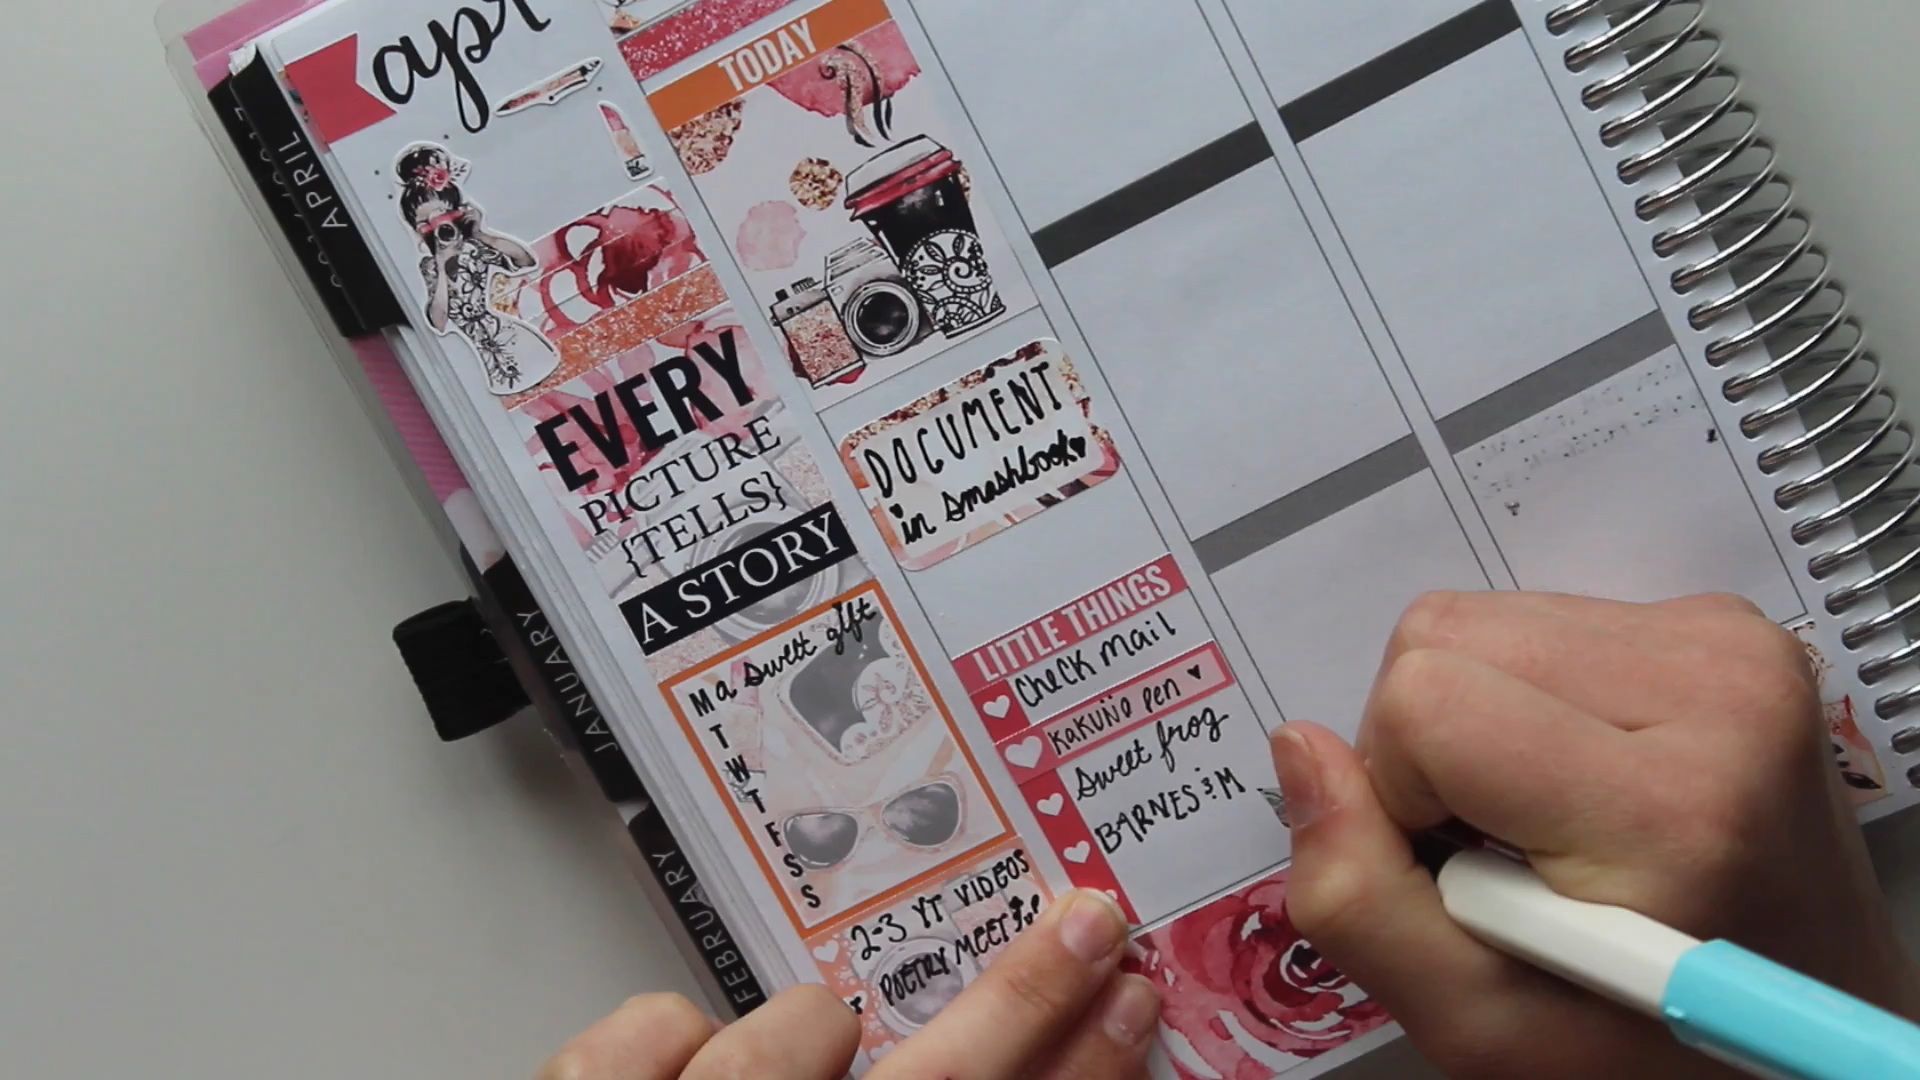 apr
APRIL
JANUARY
FEBRUARY
EVERY
PICTURE
{TELLS}
A STORY
a sweet gift
M
T
W
T
F
S
S
2-3 YT VIDEOS
POETRY MEET
TODAY
DOCUMENT
in smashbook
LITTLE THINGS
CHECK MAIL
KAKUNO PEN
sweet frog
BARNES & M